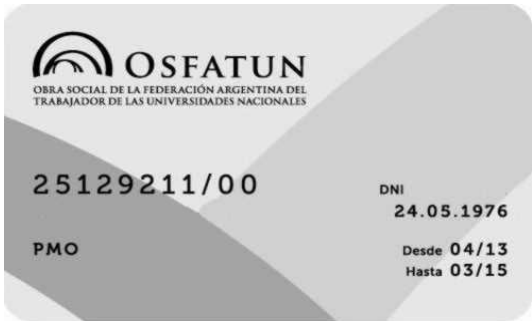 OSFATUN
OBRA SOCIAL DE LA FEDERACIÓN ARGENTINA DEL
TRABAJADOR DE LAS UNIVERSIDADES NACIONALES
25129211/00
DNI
24.05.1976
PMO
Desde 04/13
Hasta 03/15